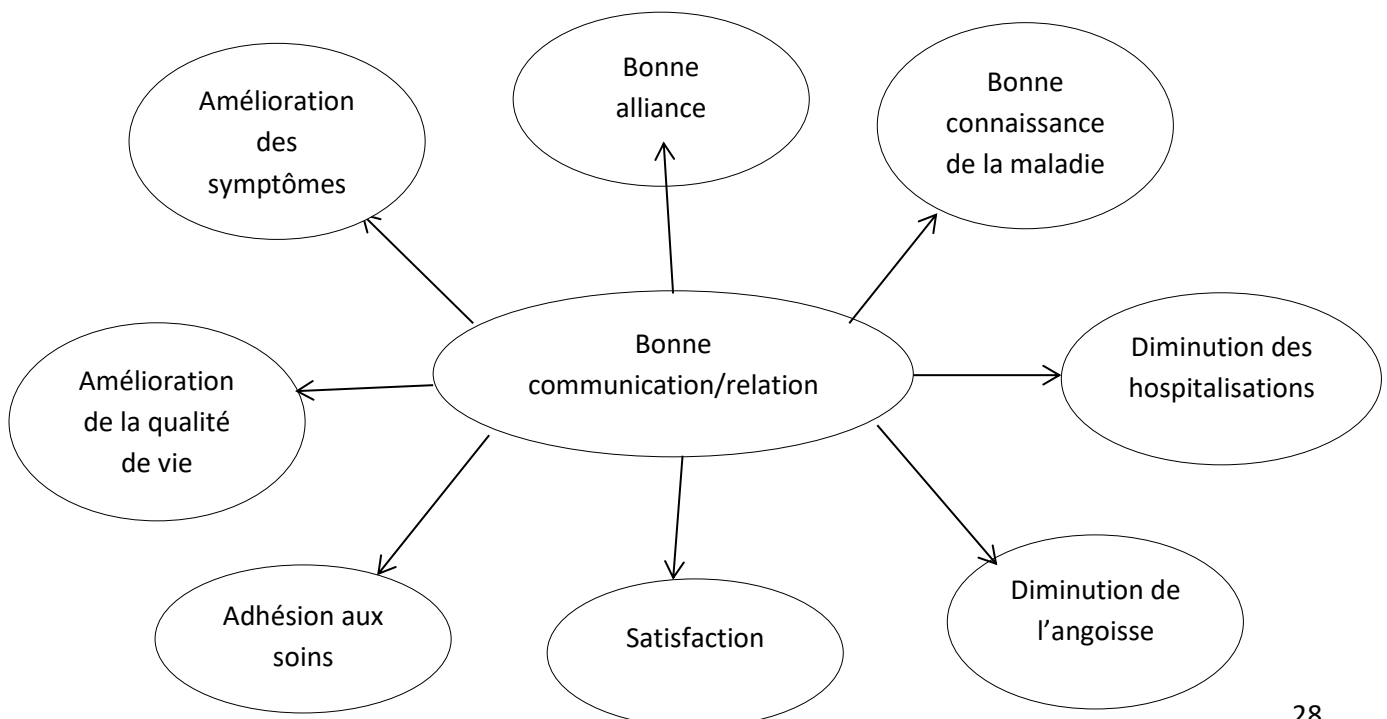 Bonne
alliance
Bonne
connaissance
de la maladie
Amélioration
des
symptômes
Bonne
communication/relation
Diminution des
hospitalisations
Amélioration
de la qualité
de vie
Diminution de
l’angoisse
Adhésion aux
soins
Satisfaction
28